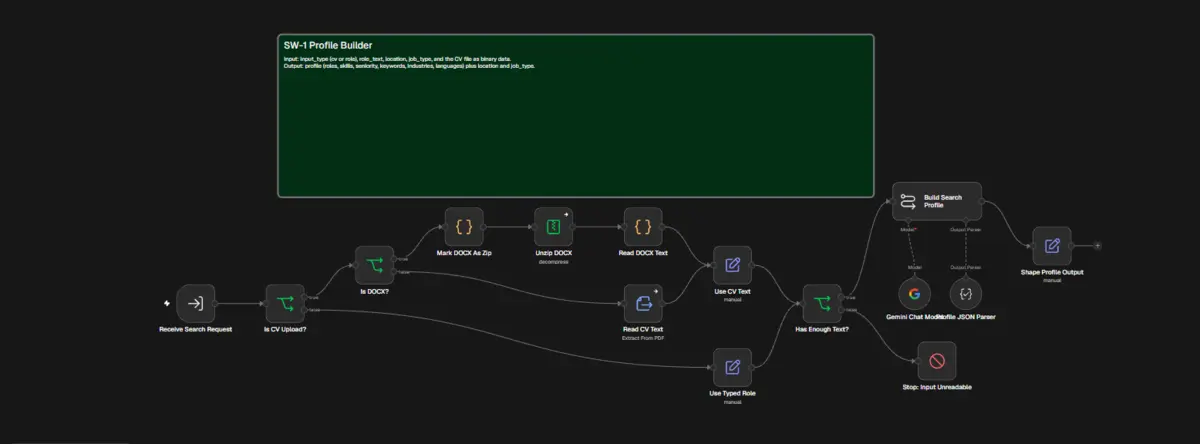 SW-1 Profile Builder
Input: input_type (cv or role), role_text, location, job_type, and the CV file as binary data.
Output: profile (roles, skills, seniority, keywords, industries, languages) plus location and job_type.
Build Search
Profile
Model*
Output Parser
Mark DOCX As Zip
Unzip DOCX
decompress
Read DOCX Text
true
false
Is DOCX?
Use CV Text
manual
Shape Profile Output
manual
Model
Output Parser
Receive Search Request
true
false
Is CV Upload?
Read CV Text
Extract From PDF
true
false
Has Enough Text?
Gemini Chat Model
Profile JSON Parser
Use Typed Role
manual
Stop: Input Unreadable